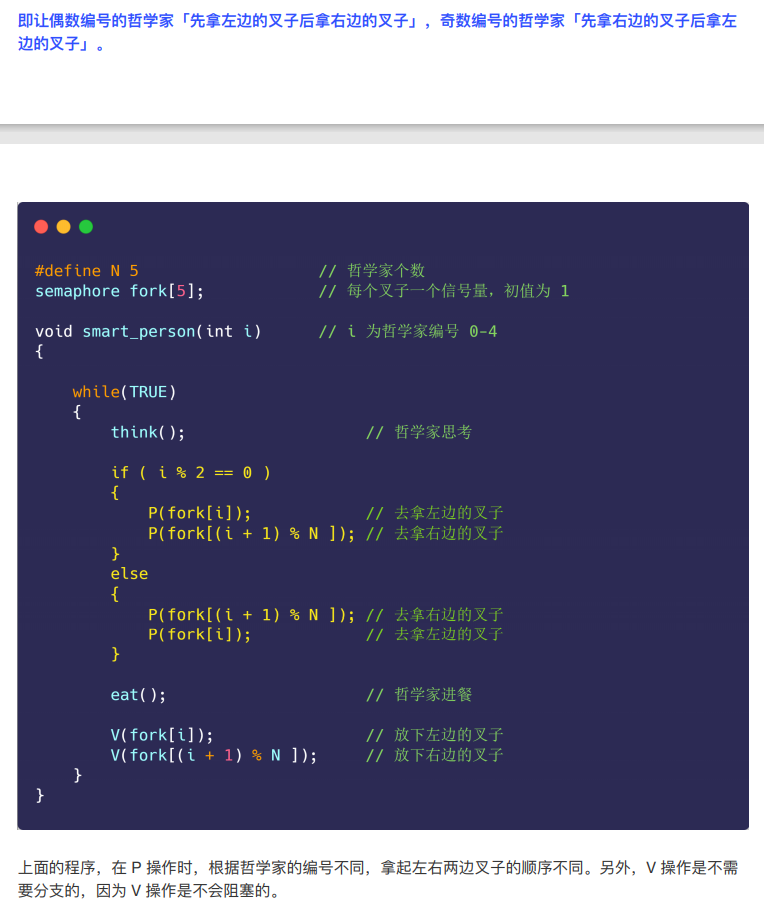 即让偶数编号的哲学家「先拿左边的叉子后拿右边的叉子」，奇数编号的哲学家「先拿右边的叉子后拿左
边的叉子」。
#define N 5 // 哲学家个数
semaphore fork[5]; // 每个叉子一个信号量，初值为 1
void smart_person(int i) // i 为哲学家编号 0-4
{
while(TRUE)
{
think(); // 哲学家思考
if ( i % 2 == 0 )
{
P(fork[i]); // 去拿左边的叉子
P(fork[(i + 1) % N ]); // 去拿右边的叉子
}
else
{
P(fork[(i + 1) % N ]); // 去拿右边的叉子
P(fork[i]); // 去拿左边的叉子
}
eat(); // 哲学家进餐
V(fork[i]); // 放下左边的叉子
V(fork[(i + 1) % N ]); // 放下右边的叉子
}
}
上面的程序，在 P 操作时，根据哲学家的编号不同，拿起左右两边叉子的顺序不同。另外，V 操作是不需
要分支的，因为 V 操作是不会阻塞的。